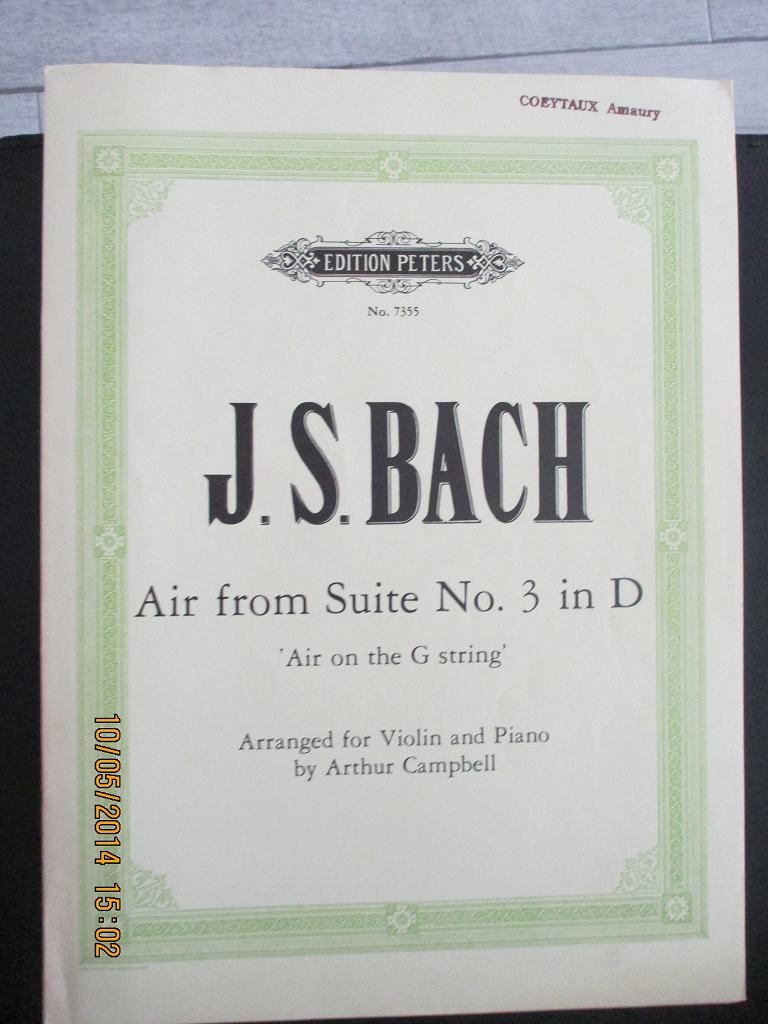 COEYTAUX Amaury
EDITION PETERS
No. 7355
J. S. BACH
Air from Suite No. 3 in D
'Air on the G string'
Arranged for Violin and Piano
by Arthur Campbell
10/05/2014 15:02